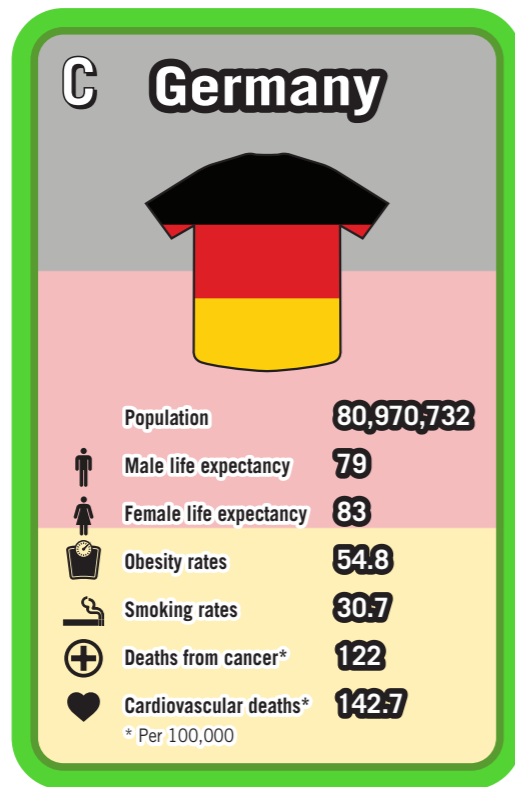 C Germany
Population 80,970,732
Male life expectancy 79
Female life expectancy 83
Obesity rates 54.8
Smoking rates 30.7
Deaths from cancer* 122
Cardiovascular deaths* 142.7
* Per 100,000